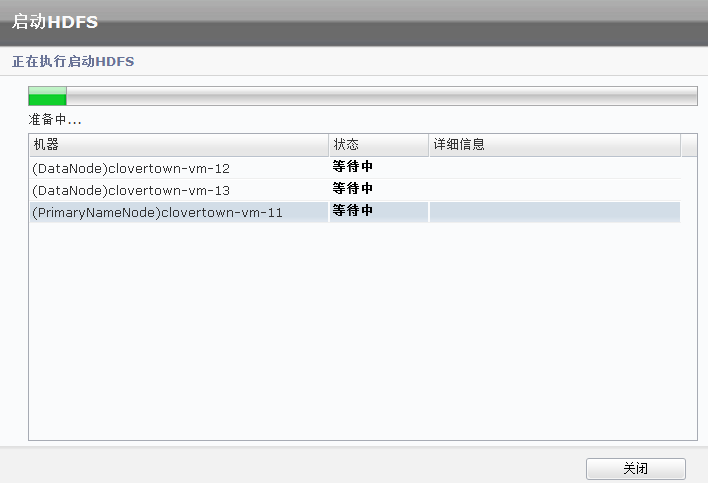 启动HDFS
正在执行启动HDFS
准备中...
机器 状态 详细信息
(DataNode)clovertown-vm-12 等待中
(DataNode)clovertown-vm-13 等待中
(PrimaryNameNode)clovertown-vm-11 等待中
关闭